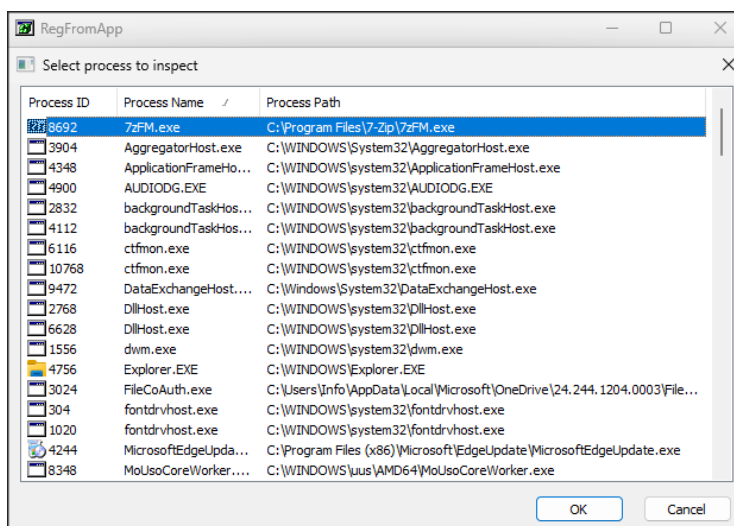 RegFromApp
Select process to inspect
Process ID Process Name Process Path
8692 7zFM.exe C:\Program Files\7-Zip\7zFM.exe
3904 AggregatorHost.exe C:\WINDOWS\System32\AggregatorHost.exe
4348 ApplicationFrameHo... C:\WINDOWS\system32\ApplicationFrameHost.exe
4900 AUDIODG.EXE C:\WINDOWS\system32\AUDIODG.EXE
2832 backgroundTaskHos... C:\WINDOWS\system32\backgroundTaskHost.exe
4112 backgroundTaskHos... C:\WINDOWS\system32\backgroundTaskHost.exe
6116 ctfmon.exe C:\WINDOWS\system32\ctfmon.exe
10768 ctfmon.exe C:\WINDOWS\system32\ctfmon.exe
9472 DataExchangeHost.... C:\Windows\System32\DataExchangeHost.exe
2768 DllHost.exe C:\WINDOWS\system32\DllHost.exe
6628 DllHost.exe C:\WINDOWS\system32\DllHost.exe
1556 dwm.exe C:\WINDOWS\system32\dwm.exe
4756 Explorer.EXE C:\WINDOWS\Explorer.EXE
3024 FileCoAuth.exe C:\Users\Info\AppData\Local\Microsoft\OneDrive\24.244.1204.0003\File...
304 fontdrvhost.exe C:\WINDOWS\system32\fontdrvhost.exe
1020 fontdrvhost.exe C:\WINDOWS\system32\fontdrvhost.exe
4244 MicrosoftEdgeUpda... C:\Program Files (x86)\Microsoft\EdgeUpdate\MicrosoftEdgeUpdate.exe
8348 MoUsoCoreWorker.... C:\WINDOWS\uus\AMD64\MoUsoCoreWorker.exe
OK Cancel